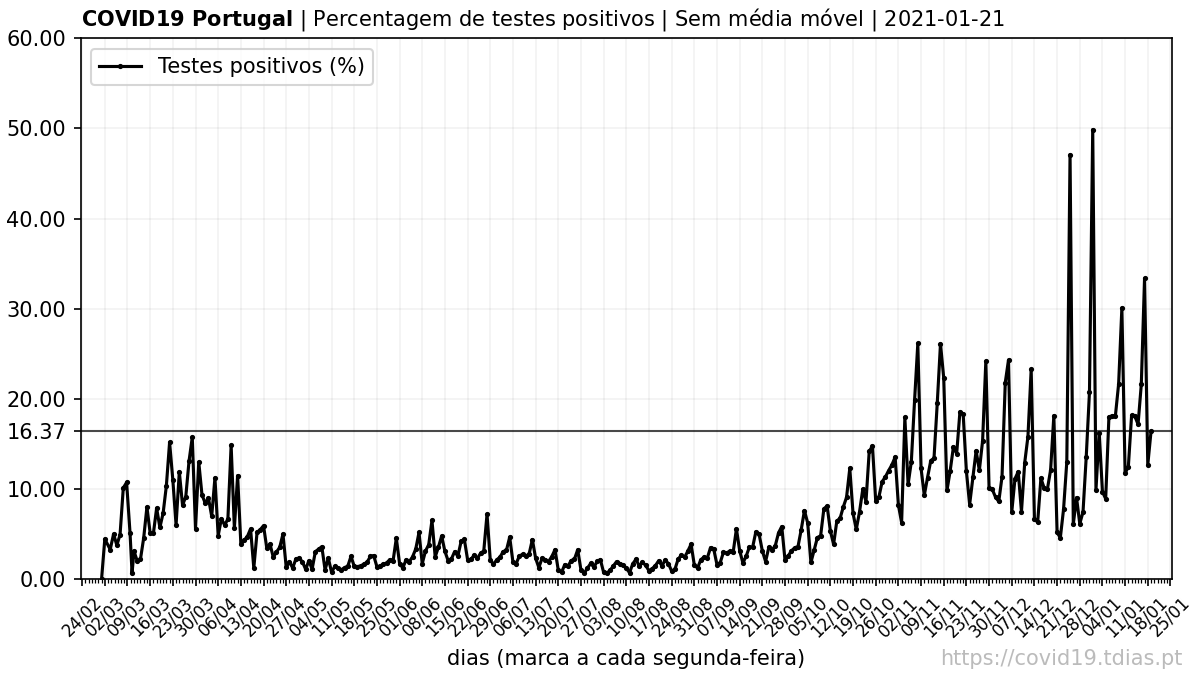 COVID19 Portugal | Percentagem de testes positivos | Sem média móvel | 2021-01-21
Testes positivos (%)
60.00
50.00
40.00
30.00
20.00
16.37
10.00
0.00
24/02 02/03 09/03 16/03 23/03 30/03 06/04 13/04 20/04 27/04 04/05 11/05 18/05 25/05 01/06 08/06 15/06 22/06 29/06 06/07 13/07 20/07 27/07 03/08 10/08 17/08 24/08 31/08 07/09 14/09 21/09 28/09 05/10 12/10 19/10 26/10 02/11 09/11 16/11 23/11 30/11 07/12 14/12 21/12 28/12 04/01 11/01 18/01 25/01
dias (marca a cada segunda-feira)
https://covid19.tdias.pt